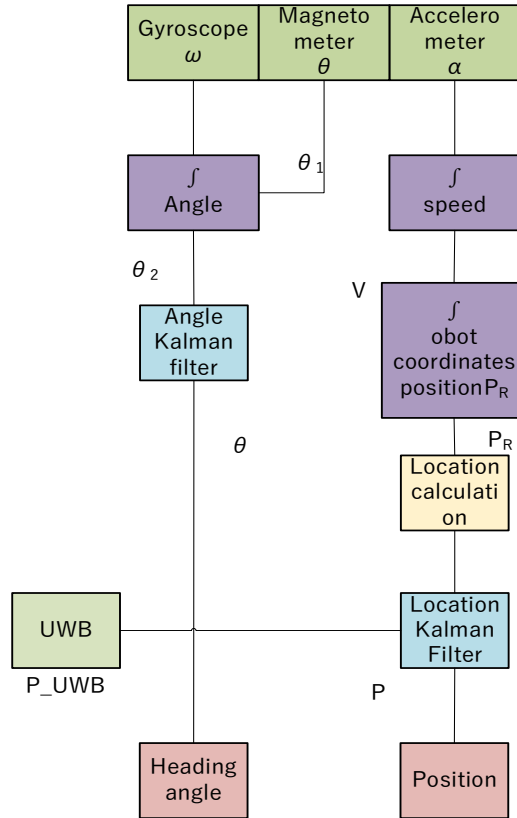 Gyroscope
ω
Magneto
meter
θ
Accelero
meter
α
θ 1
∫
Angle
∫
speed
θ 2
V
Angle
Kalman
filter
∫
obot
coordinates
positionPR
θ
PR
Location
calculati
on
UWB
P_UWB
Location
Kalman
Filter
P
Heading
angle
Position